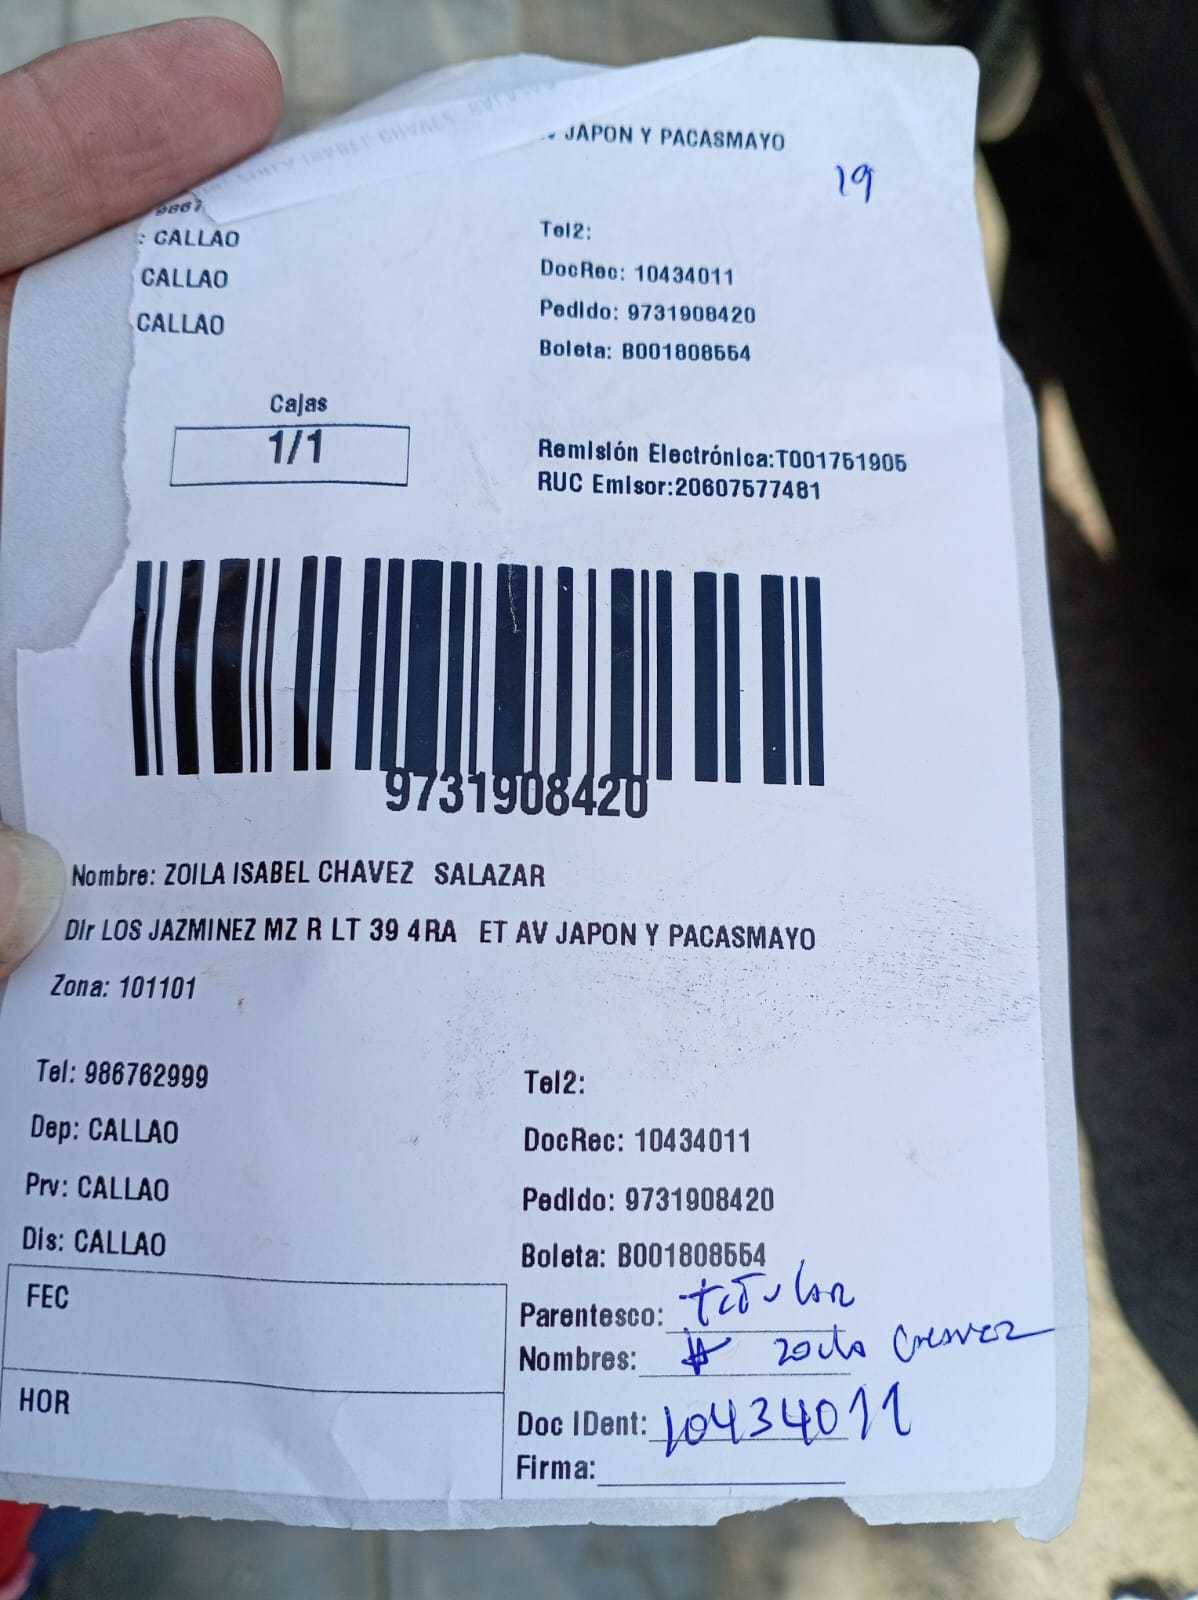 JAPON Y PACASMAYO
19
9867
: CALLAO
CALLAO
CALLAO
Tel2:
DocRec: 10434011
Pedido: 9731908420
Boleta: B001808554
Cajas
1/1
Remisión Electrónica:T001751905
RUC Emisor:20607577481
9731908420
Nombre: ZOILA ISABEL CHAVEZ SALAZAR
Dir LOS JAZMINEZ MZ R LT 39 4RA ET AV JAPON Y PACASMAYO
Zona: 101101
Tel: 986762999
Dep: CALLAO
Prv: CALLAO
Dis: CALLAO
FEC
HOR
Tel2:
DocRec: 10434011
Pedido: 9731908420
Boleta: B001808554
Parentesco: titular
Nombres: zoila
Doc IDent: 10434011
Firma: